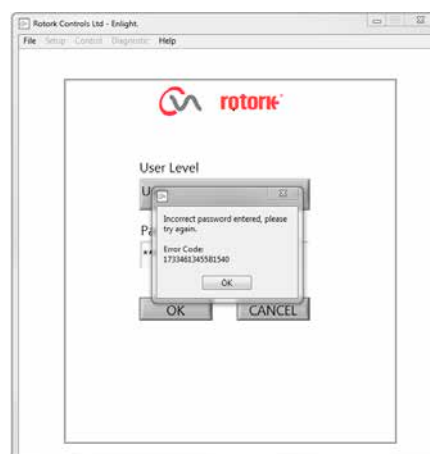 Rotork Controls Ltd - Enlight.
File Setup Control Diagnostic Help
rotork
User Level
U
Incorrect password entered, please
try again.
Pa
**
Error Code:
1733461345581540
OK
OK CANCEL